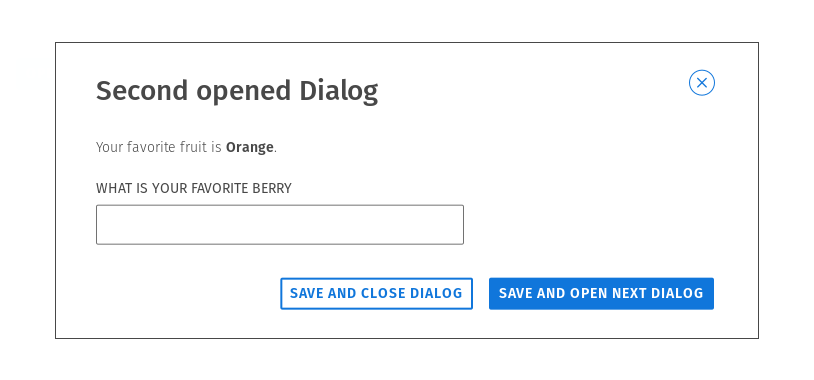 Second opened Dialog
Your favorite fruit is Orange.
WHAT IS YOUR FAVORITE BERRY
SAVE AND CLOSE DIALOG
SAVE AND OPEN NEXT DIALOG